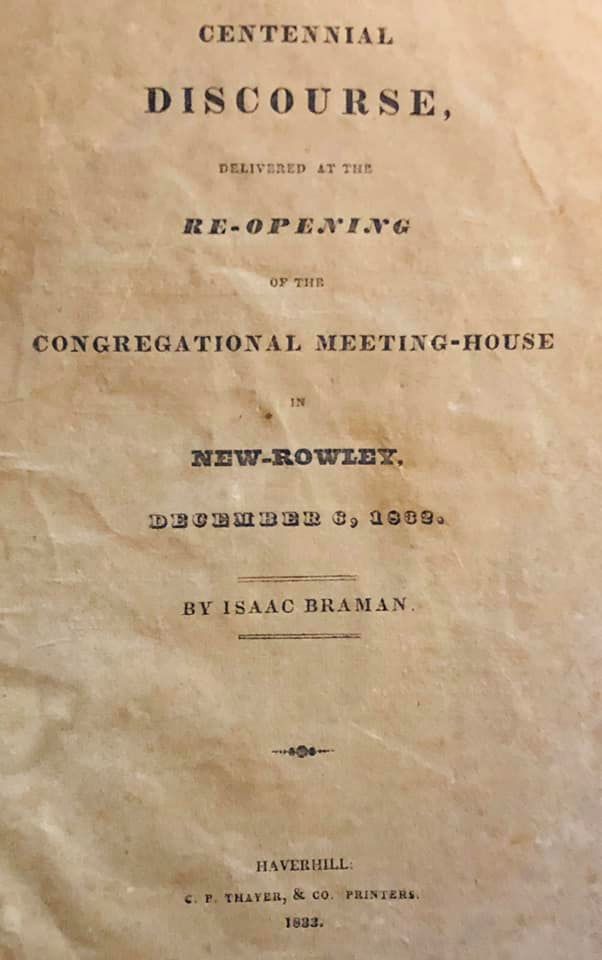 CENTENNIAL
DISCOURSE,
DELIVERED AT THE
RE-OPENING
OF THE
CONGREGATIONAL MEETING-HOUSE
IN
NEW-ROWLEY,
DECEMBER 6, 1832.
BY ISAAC BRAMAN.
HAVERHILL:
C. P. THAYER, & CO. PRINTERS.
1833.